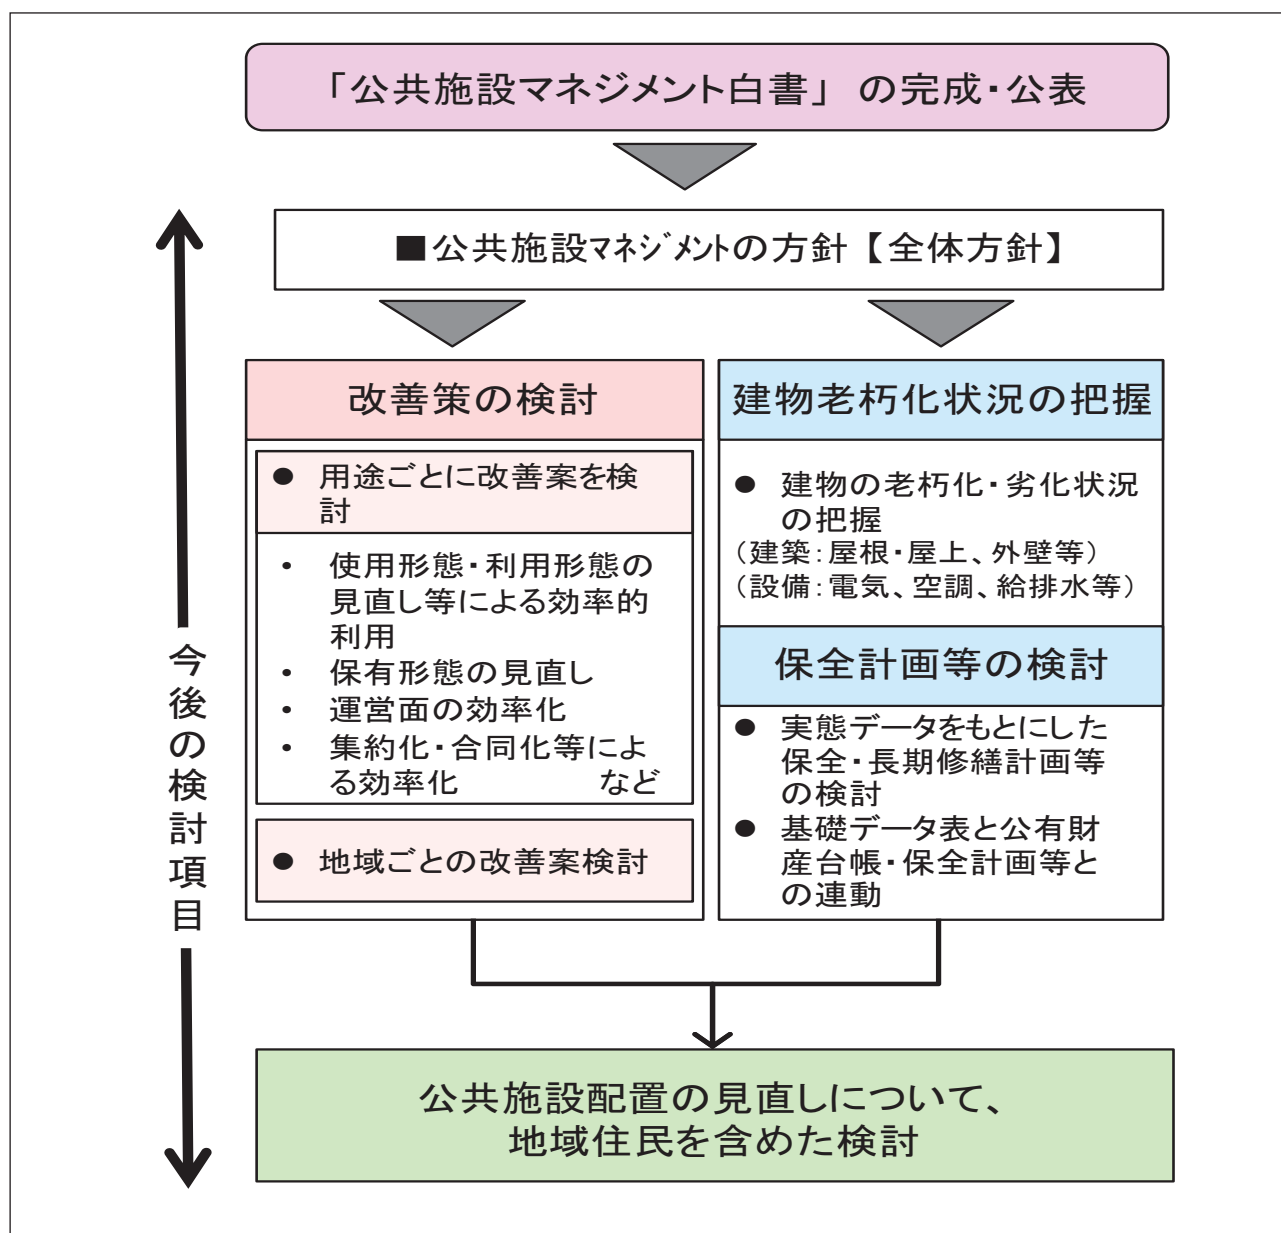 「公共施設マネジメント白書」 の完成・公表
■公共施設ﾏﾈｼﾞﾒﾝﾄの方針【全体方針】
今後の検討項目
改善策の検討
● 用途ごとに改善案を検
討
・ 使用形態・利用形態の
見直し等による効率的
利用
・ 保有形態の見直し
・ 運営面の効率化
・ 集約化・合同化等によ
る効率化 など
● 地域ごとの改善案検討
建物老朽化状況の把握
● 建物の老朽化・劣化状況
の把握
（建築：屋根・屋上、外壁等）
（設備：電気、空調、給排水等）
保全計画等の検討
● 実態データをもとにした
保全・長期修繕計画等
の検討
● 基礎データ表と公有財
産台帳・保全計画等と
の連動
公共施設配置の見直しについて、
地域住民を含めた検討